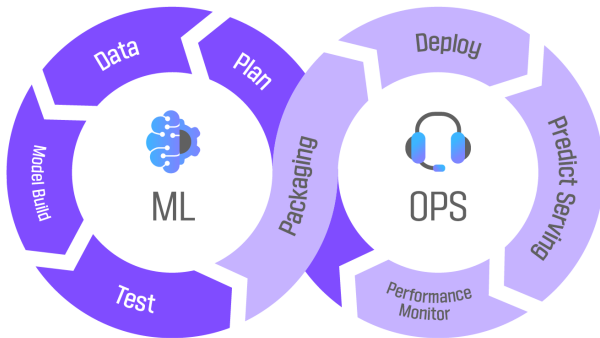 Plan
Data
Model Build
Test
Packaging
Deploy
Predict Serving
Performance
Monitor
ML
OPS